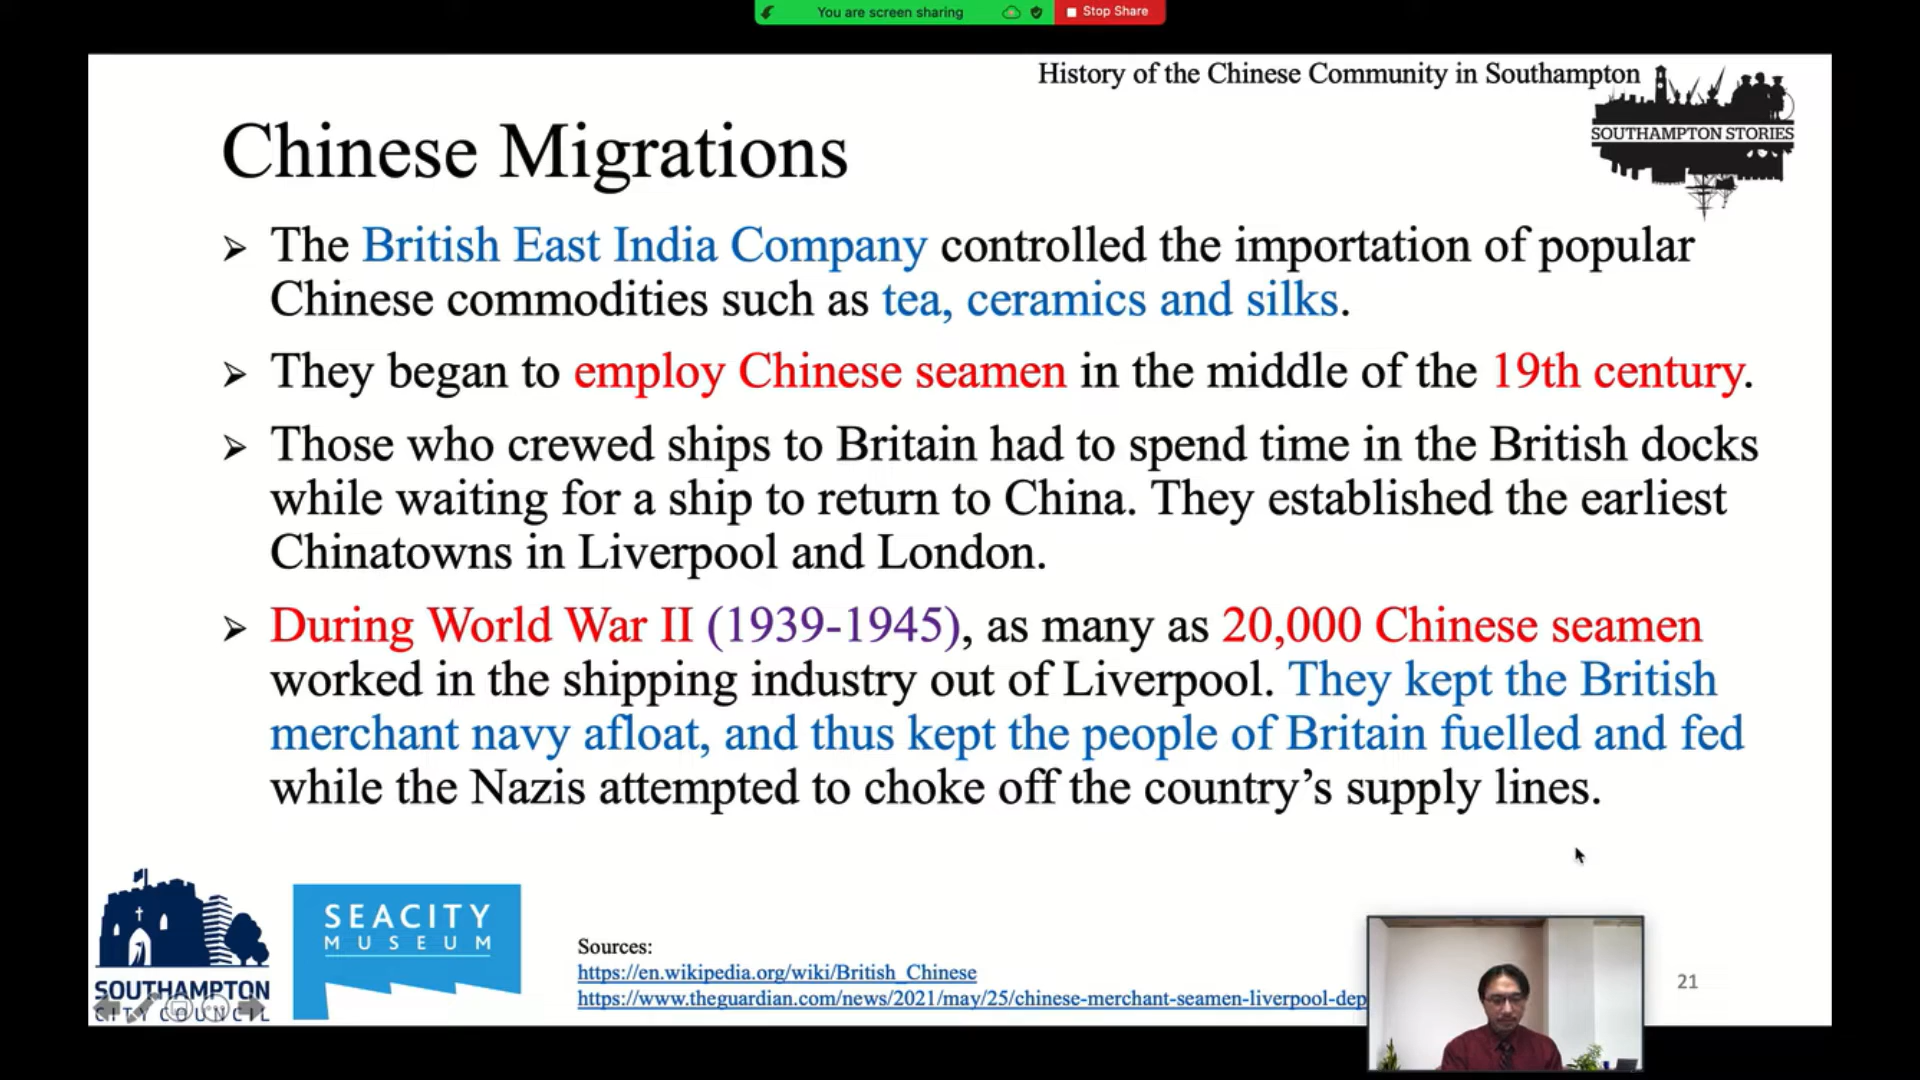 You are screen sharing
Stop Share
History of the Chinese Community in Southampton
SOUTHAMPTON STORIES
Chinese Migrations
➢ The British East India Company controlled the importation of popular
Chinese commodities such as tea, ceramics and silks.
➢ They began to employ Chinese seamen in the middle of the 19th century.
➢ Those who crewed ships to Britain had to spend time in the British docks
while waiting for a ship to return to China. They established the earliest
Chinatowns in Liverpool and London.
➢ During World War II (1939-1945), as many as 20,000 Chinese seamen
worked in the shipping industry out of Liverpool. They kept the British
merchant navy afloat, and thus kept the people of Britain fuelled and fed
while the Nazis attempted to choke off the country’s supply lines.
SOUTHAMPTON
CITY COUNCIL
SEACITY
MUSEUM
Sources:
https://en.wikipedia.org/wiki/British_Chinese
https://www.theguardian.com/news/2021/may/25/chinese-merchant-seamen-liverpool-dep
21